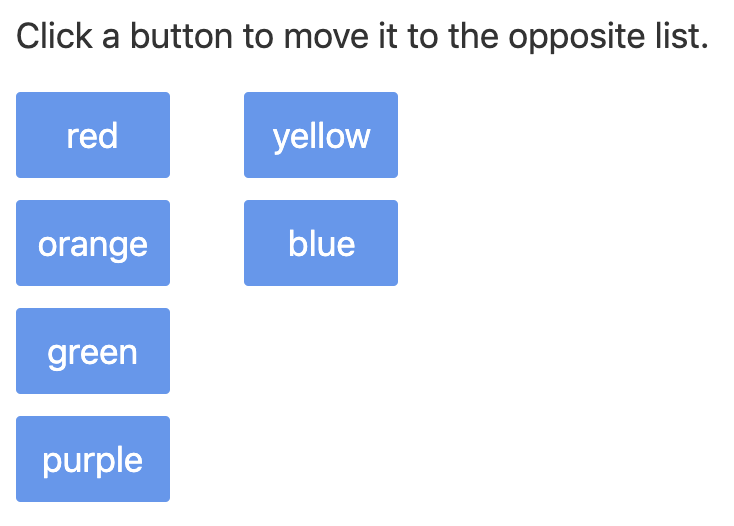 Click a button to move it to the opposite list.
red
yellow
orange
blue
green
purple